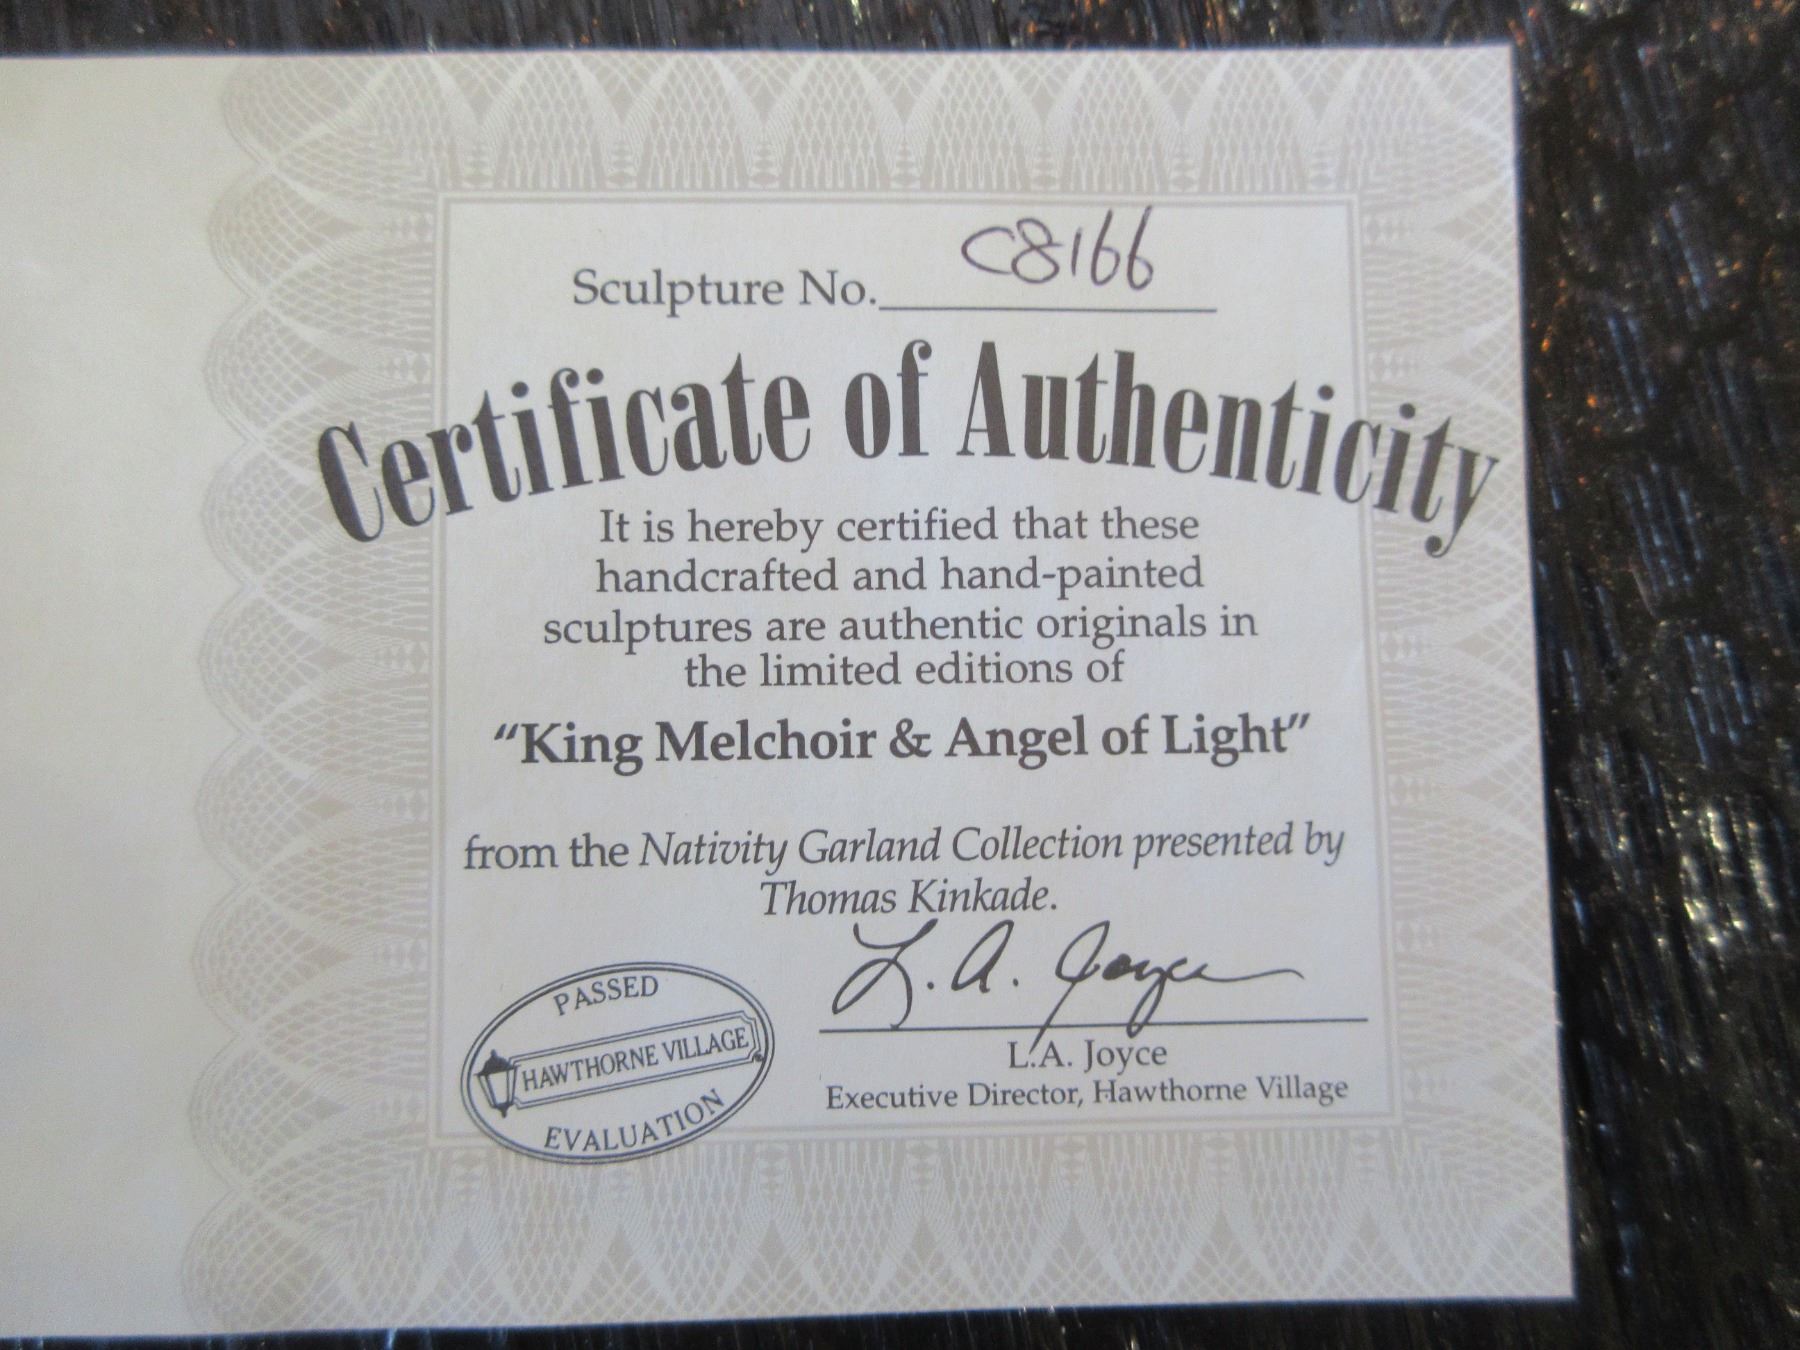 Sculpture No. C8166
Certificate of Authenticity
It is hereby certified that these
handcrafted and hand-painted
sculptures are authentic originals in
the limited editions of
“King Melchoir & Angel of Light”
from the Nativity Garland Collection presented by
Thomas Kinkade.
L. A. Joyce
L.A. Joyce
Executive Director, Hawthorne Village
PASSED
HAWTHORNE VILLAGE
EVALUATION